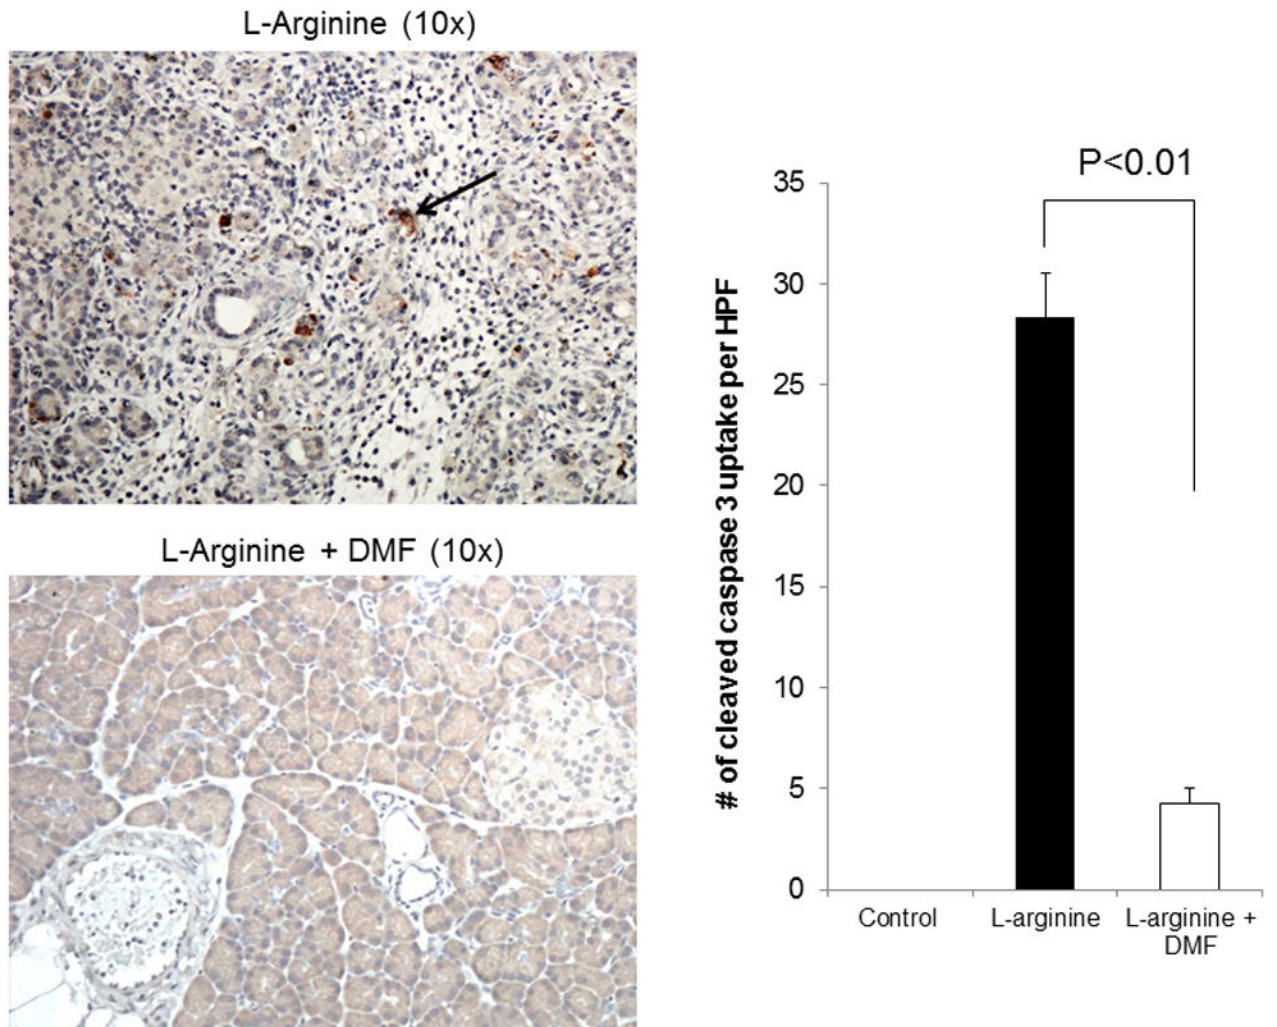 L-Arginine (10x)
L-Arginine + DMF (10x)
P<0.01
# of cleaved caspase 3 uptake per HPF
35
30
25
20
15
10
5
0
Control
L-arginine
L-arginine +
DMF